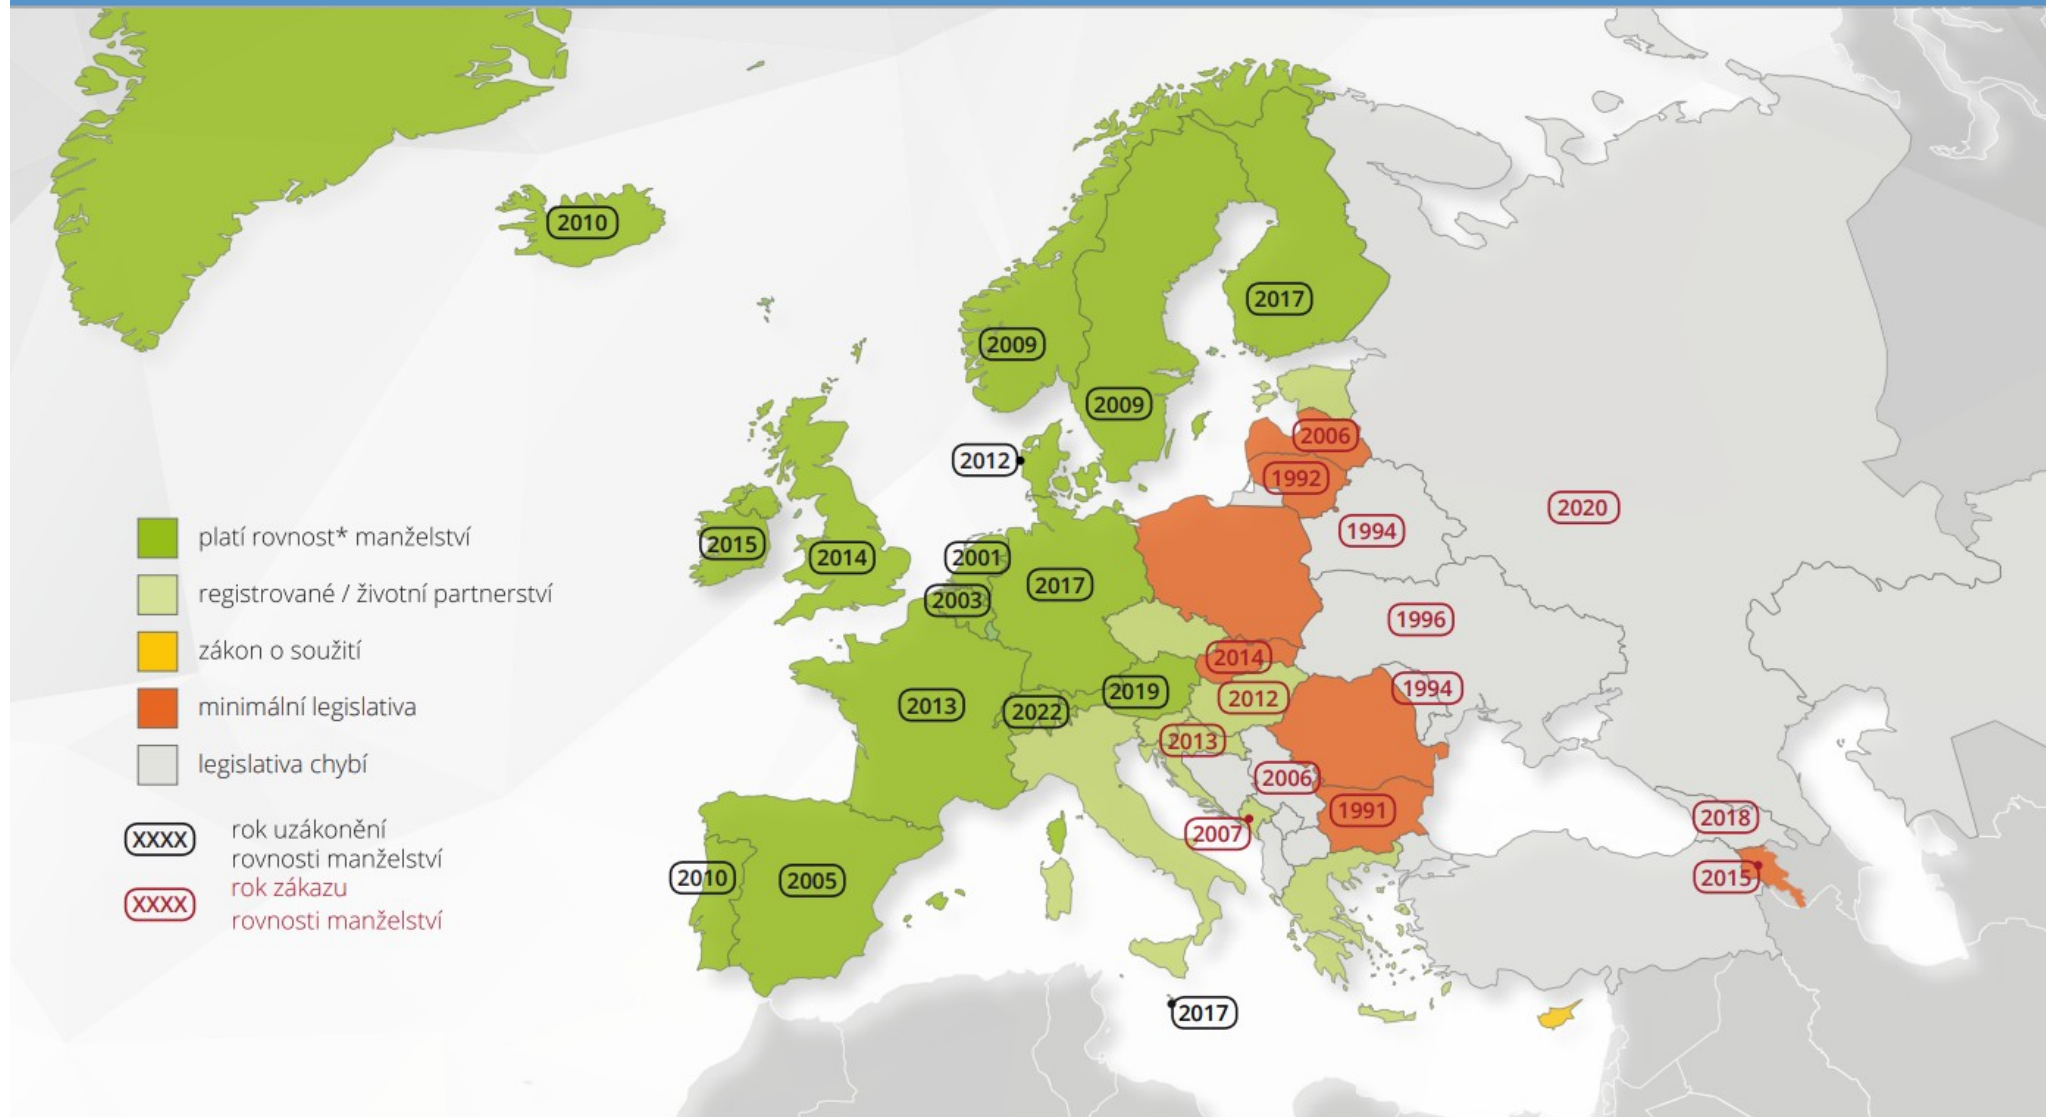 2010
2017
2009
2009
2006
2012
1992
2020
1994
platí rovnost* manželství
2015
2014
2001
2017
registrované / životní partnerství
2003
1996
zákon o soužití
2014
minimální legislativa
2013
2022
2019
2012
1994
2013
legislativa chybí
2006
1991
2018
2007
XXXX
rok uzákonění
rovnosti manželství
2010
2005
2015
XXXX
rok zákazu
rovnosti manželství
2017